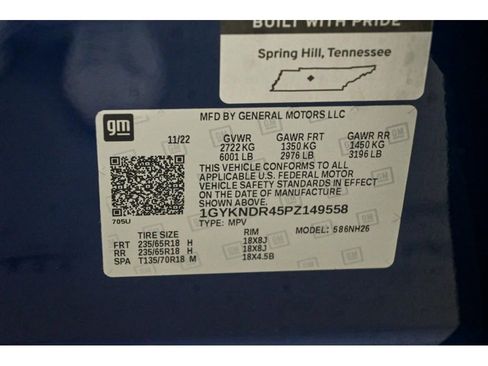 BUILT WITH PRIDE
Spring Hill, Tennessee
gm
MFD BY GENERAL MOTORS LLC
11/22 GVWR GAWR FRT GAWR RR
2722 KG 1350 KG 1450 KG
6001 LB 2976 LB 3196 LB
THIS VEHICLE CONFORMS TO ALL
APPLICABLE U.S. FEDERAL MOTOR
VEHICLE SAFETY STANDARDS IN EFFECT
ON THE DATE OF MANUFACTURE
SHOWN ABOVE.
705U
1GYKNDR45PZ149558
TYPE: MPV MODEL: 586NH26
TIRE SIZE RIM
FRT 235/65R18 H 18X8J
RR 235/65R18 H 18X8J
SPA T135/70R18 M 18X4.5B